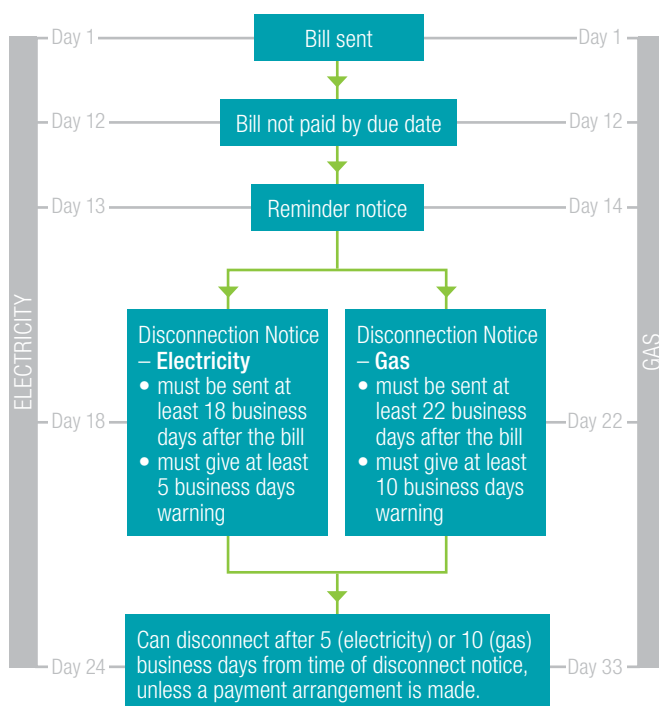 Day 1
Bill sent
Day 1
Day 12
Bill not paid by due date
Day 12
Day 13
Reminder notice
Day 14
ELECTRICITY
GAS
Disconnection Notice
– Electricity
• must be sent at
least 18 business
days after the bill
• must give at least
5 business days
warning
Disconnection Notice
– Gas
• must be sent at
least 22 business
days after the bill
• must give at least
10 business days
warning
Day 18
Day 22
Can disconnect after 5 (electricity) or 10 (gas)
business days from time of disconnect notice,
unless a payment arrangement is made.
Day 24
Day 33